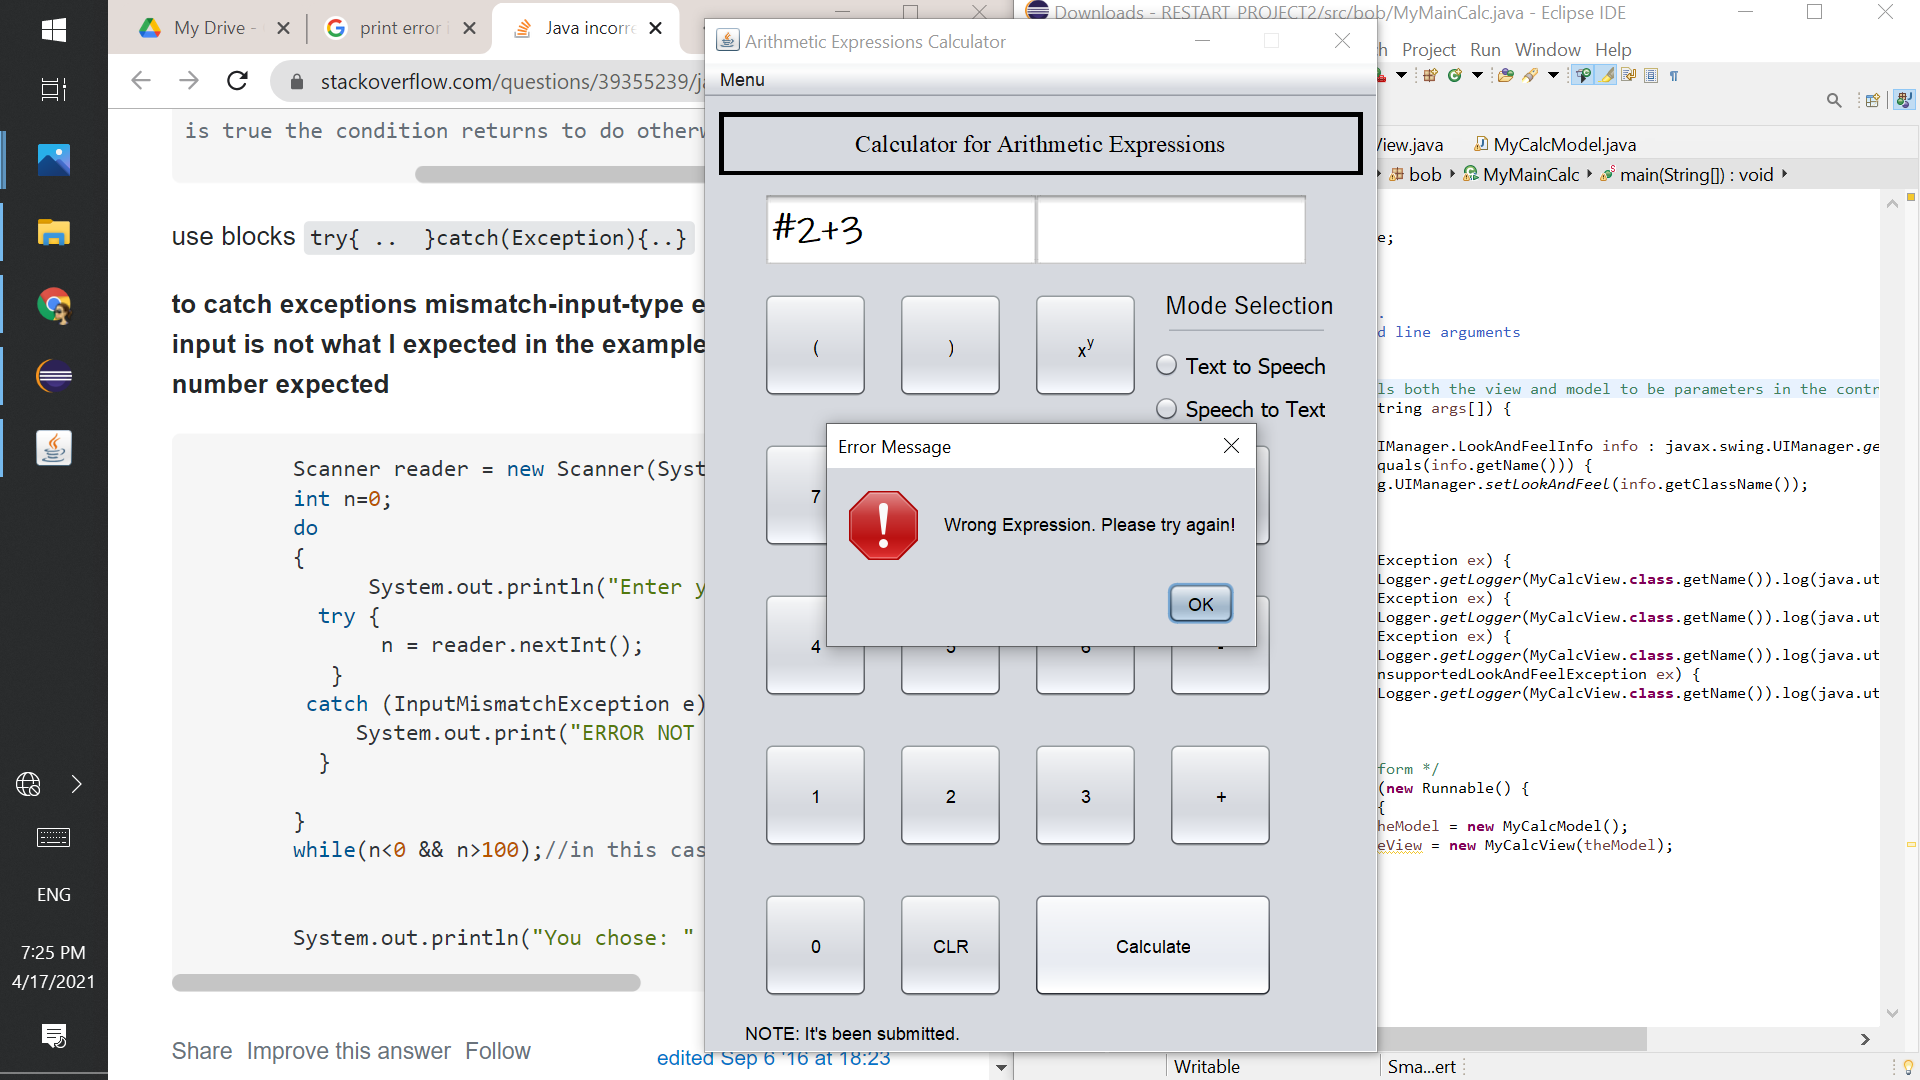 My Drive -
print error i
Java incorre
stackoverflow.com/questions/39355239/j
is true the condition returns to do otherw
use blocks try{ .. }catch(Exception){..}
to catch exceptions mismatch-input-type e
input is not what I expected in the example
number expected
Scanner reader = new Scanner(Syst
int n=0;
do
{
System.out.println("Enter y
try {
n = reader.nextInt();
}
catch (InputMismatchException e)
System.out.print("ERROR NOT
}
}
while(n<0 && n>100);//in this cas
System.out.println("You chose: "
Share Improve this answer Follow
edited Sep 6 '16 at 18:23
ENG
7:25 PM
4/17/2021
Arithmetic Expressions Calculator
Menu
Calculator for Arithmetic Expressions
#2+3
( ) xy
Mode Selection
Text to Speech
Speech to Text
7
Error Message
Wrong Expression. Please try again!
OK
4 5 6 -
1 2 3 +
0 CLR Calculate
NOTE: It's been submitted.
Downloads - RESTART_PROJECT2/src/bob/MyMainCalc.java - Eclipse IDE
h Project Run Window Help
View.java MyCalcModel.java
bob MyMainCalc main(String[]) : void
e;
.
d line arguments
ls both the view and model to be parameters in the contr
tring args[]) {
IManager.LookAndFeelInfo info : javax.swing.UIManager.ge
quals(info.getName())) {
g.UIManager.setLookAndFeel(info.getClassName());
Exception ex) {
Logger.getLogger(MyCalcView.class.getName()).log(java.ut
Exception ex) {
Logger.getLogger(MyCalcView.class.getName()).log(java.ut
Exception ex) {
Logger.getLogger(MyCalcView.class.getName()).log(java.ut
nsupportedLookAndFeelException ex) {
Logger.getLogger(MyCalcView.class.getName()).log(java.ut
form */
(new Runnable() {
{
heModel = new MyCalcModel();
eView = new MyCalcView(theModel);
Writable
Sma...ert